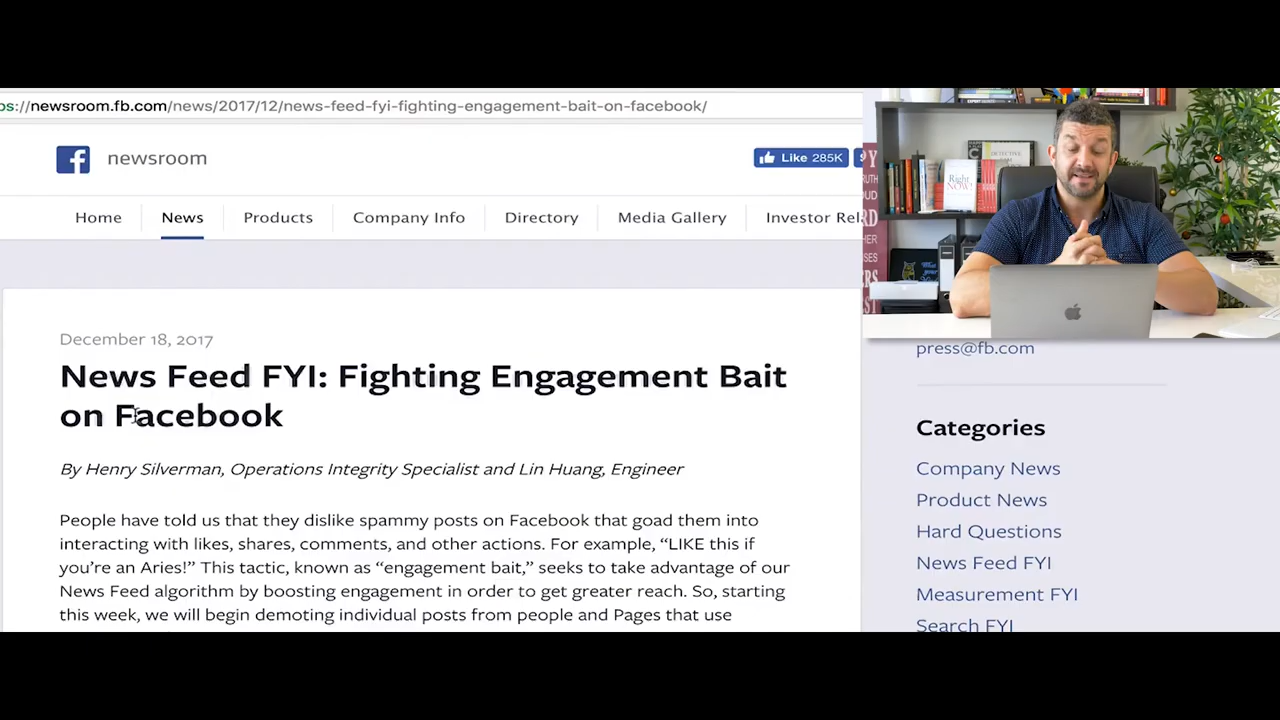 ps://newsroom.fb.com/news/2017/12/news-feed-fyi-fighting-engagement-bait-on-facebook/
newsroom
Like 285K
Home News Products Company Info Directory Media Gallery Investor Rel
December 18, 2017
News Feed FYI: Fighting Engagement Bait
on Facebook
By Henry Silverman, Operations Integrity Specialist and Lin Huang, Engineer
People have told us that they dislike spammy posts on Facebook that goad them into
interacting with likes, shares, comments, and other actions. For example, “LIKE this if
you’re an Aries!” This tactic, known as “engagement bait,” seeks to take advantage of our
News Feed algorithm by boosting engagement in order to get greater reach. So, starting
this week, we will begin demoting individual posts from people and Pages that use
Right
NOW!
press@fb.com
Categories
Company News
Product News
Hard Questions
News Feed FYI
Measurement FYI
Search FYI